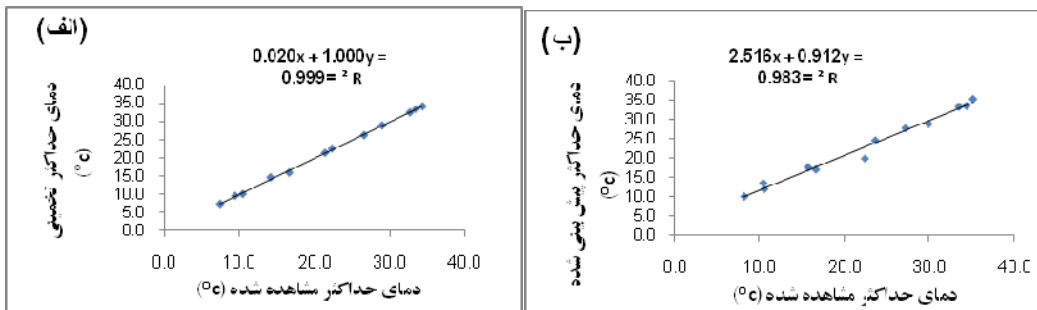 (الف)
0.020x + 1.000y =
0.999 = ² R
دمای حداکثر تخمینی
(°c)
40.0
35.0
30.0
25.0
20.0
15.0
10.0
5.0
0.0
0.0 10.0 20.0 30.0 40.0
دمای حداکثر مشاهده شده (°c)
(ب)
2.516x + 0.912y =
0.983 = ² R
دمای حداکثر پیش بینی شده
(°c)
40.0
35.0
30.0
25.0
20.0
15.0
10.0
5.0
0.0
0.0 10.0 20.0 30.0 40.0
دمای حداکثر مشاهده شده (°c)